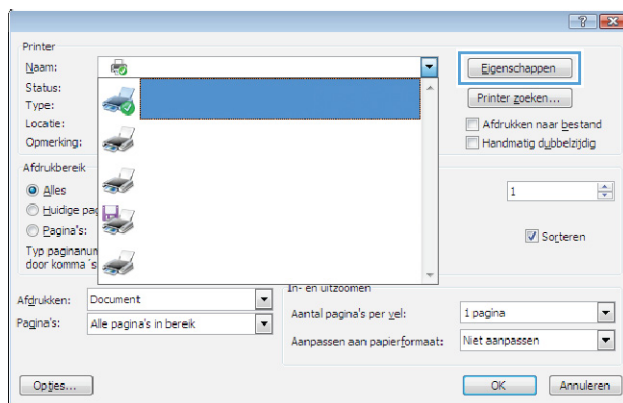 Printer
Naam:
Eigenschappen
Status:
Type:
Printer zoeken...
Locatie:
Afdrukken naar bestand
Opmerking:
Handmatig dubbelzijdig
Afdrukbereik
Alles
1
Huidige pag
Pagina's:
Sorteren
Typ paginanum
door komma´s
In- en uitzoomen
Afdrukken:
Document
Aantal pagina's per vel:
1 pagina
Pagina's:
Alle pagina's in bereik
Aanpassen aan papierformaat:
Niet aanpassen
Opties...
OK
Annuleren